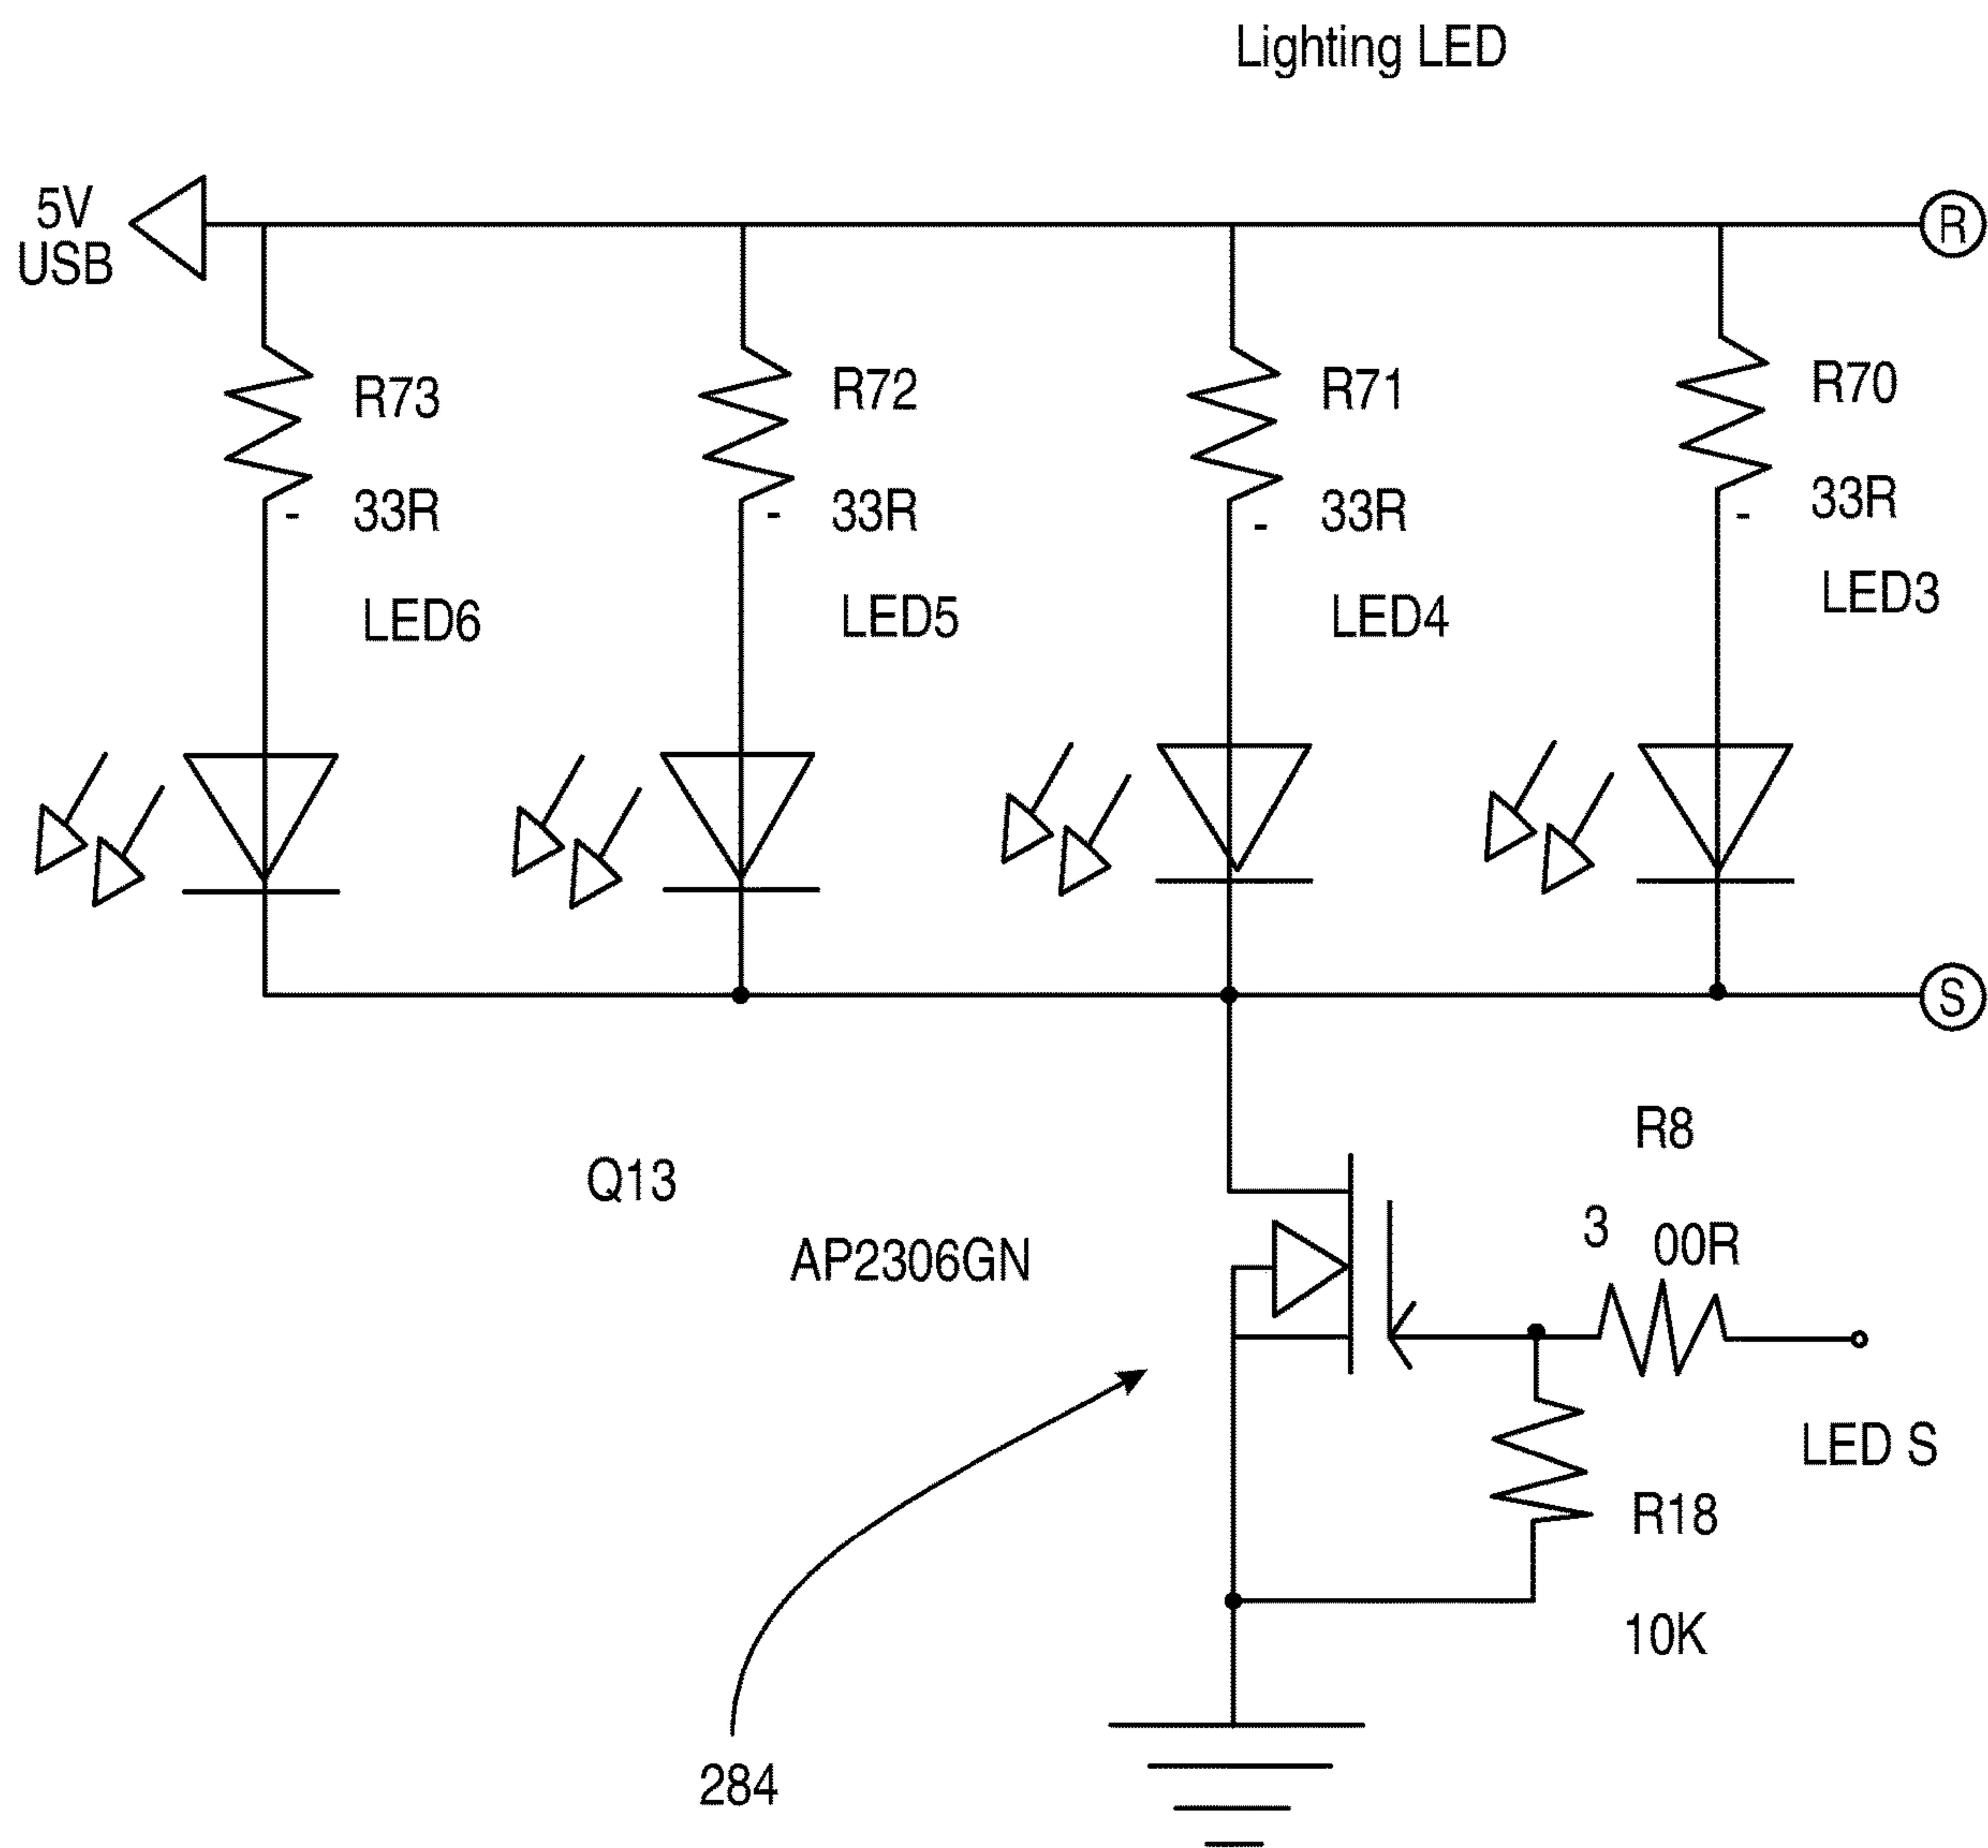 Lighting LED
5V
USB
R
R73
33R
LED6
R72
33R
LED5
R71
33R
LED4
R70
33R
LED3
S
Q13
AP2306GN
R8
3 00R
LED S
R18
10K
284